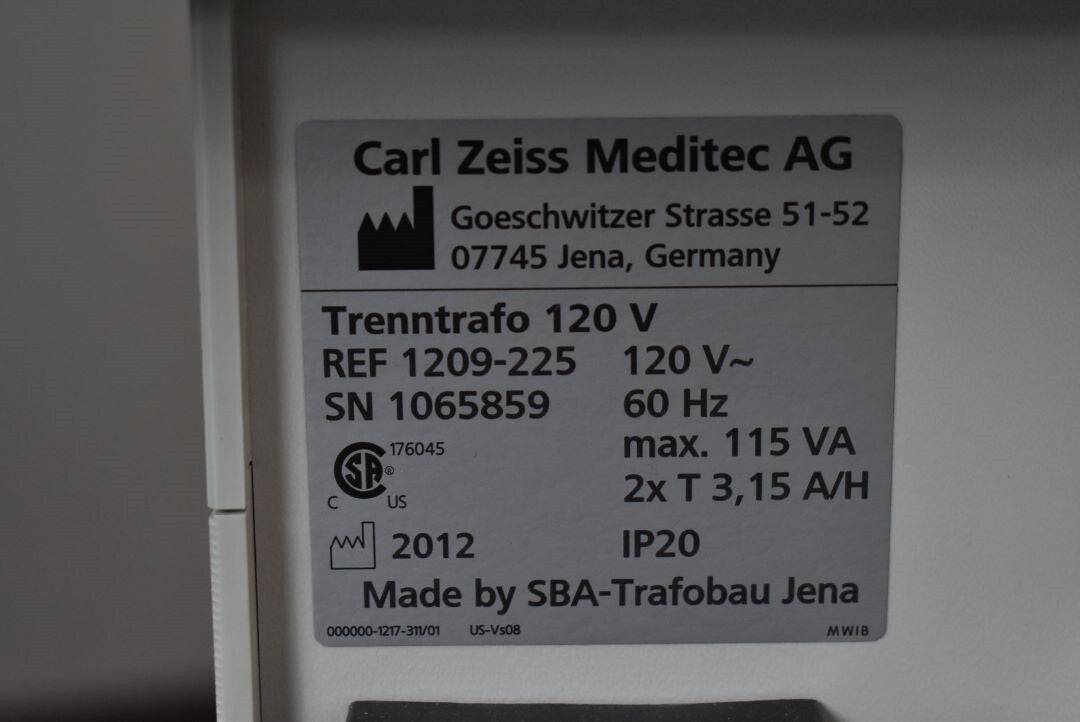 Carl Zeiss Meditec AG
Goeschwitzer Strasse 51-52
07745 Jena, Germany
Trenntrafo 120 V
REF 1209-225 120 V~
SN 1065859 60 Hz
max. 115 VA
176045
SA®
C US
2x T 3,15 A/H
2012 IP20
Made by SBA-Trafobau Jena
000000-1217-311/01 US-Vs08 MWIB